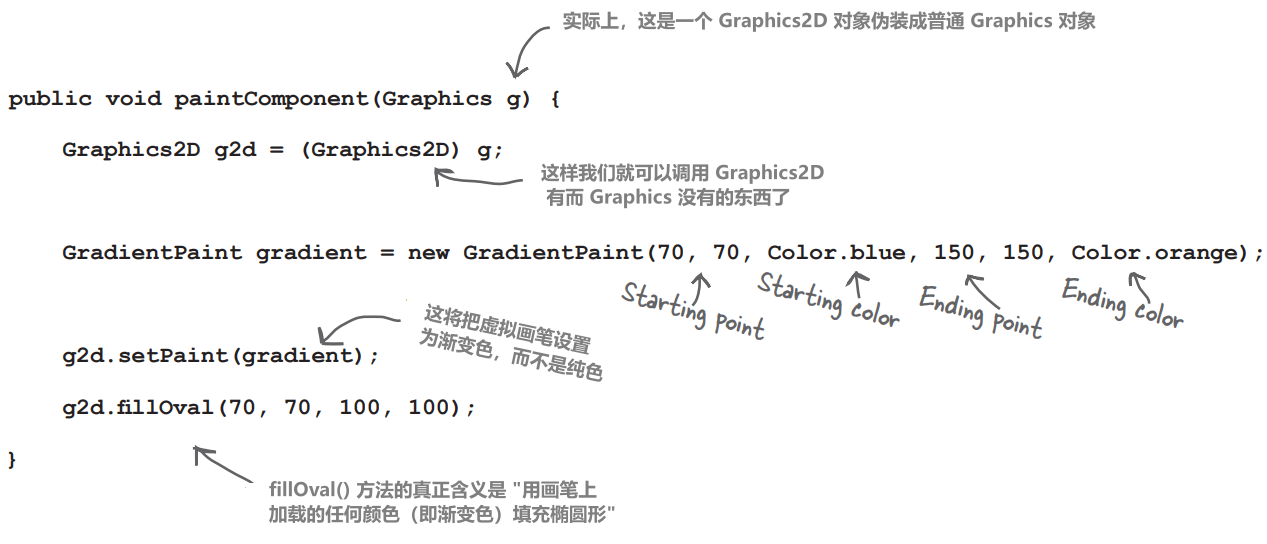 实际上，这是一个 Graphics2D 对象伪装成普通 Graphics 对象
public void paintComponent(Graphics g) {
Graphics2D g2d = (Graphics2D) g;
这样我们就可以调用 Graphics2D
有而 Graphics 没有的东西了
GradientPaint gradient = new GradientPaint(70, 70, Color.blue, 150, 150, Color.orange);
Starting point
Starting color
Ending point
Ending color
这将把虚拟画笔设置
为渐变色，而不是纯色
g2d.setPaint(gradient);
g2d.fillOval(70, 70, 100, 100);
}
fillOval() 方法的真正含义是 "用画笔上
加载的任何颜色（即渐变色）填充椭圆形"